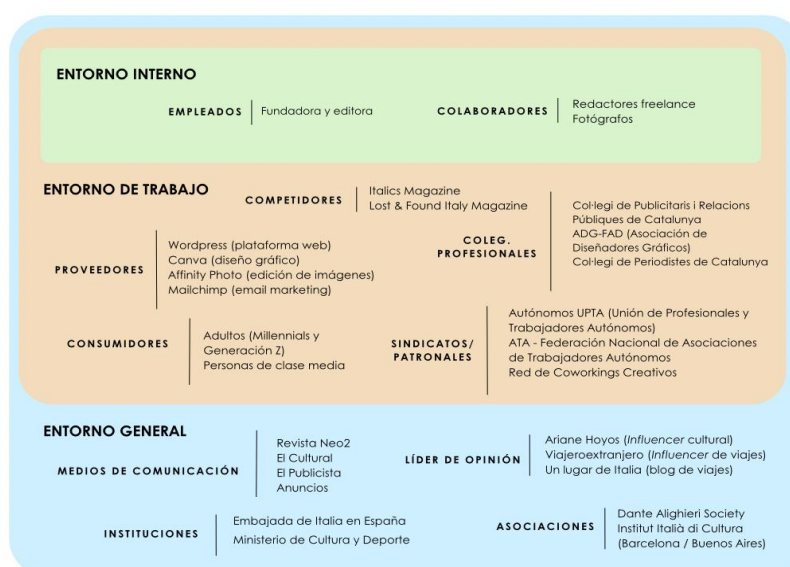 ENTORNO INTERNO
EMPLEADOS
Fundadora y editora
COLABORADORES
Redactores freelance
Fotógrafos
ENTORNO DE TRABAJO
COMPETIDORES
Italics Magazine
Lost & Found Italy Magazine
COLEG.
PROFESIONALES
Col·legi de Publicitaris i Relacions
Públiques de Catalunya
ADG-FAD (Asociación de
Diseñadores Gráficos)
Col·legi de Periodistes de Catalunya
PROVEEDORES
Wordpress (plataforma web)
Canva (diseño gráfico)
Affinity Photo (edición de imágenes)
Mailchimp (email marketing)
CONSUMIDORES
Adultos (Millennials y
Generación Z)
Personas de clase media
SINDICATOS/
PATRONALES
Autónomos UPTA (Unión de Profesionales y
Trabajadores Autónomos)
ATA - Federación Nacional de Asociaciones
de Trabajadores Autónomos
Red de Coworkings Creativos
ENTORNO GENERAL
MEDIOS DE COMUNICACIÓN
Revista Neo2
El Cultural
El Publicista
Anuncios
LÍDER DE OPINIÓN
Ariane Hoyos (Influencer cultural)
Viajeroextranjero (Influencer de viajes)
Un lugar de Italia (blog de viajes)
INSTITUCIONES
Embajada de Italia en España
Ministerio de Cultura y Deporte
ASOCIACIONES
Dante Alighieri Society
Institut Italià di Cultura
(Barcelona / Buenos Aires)